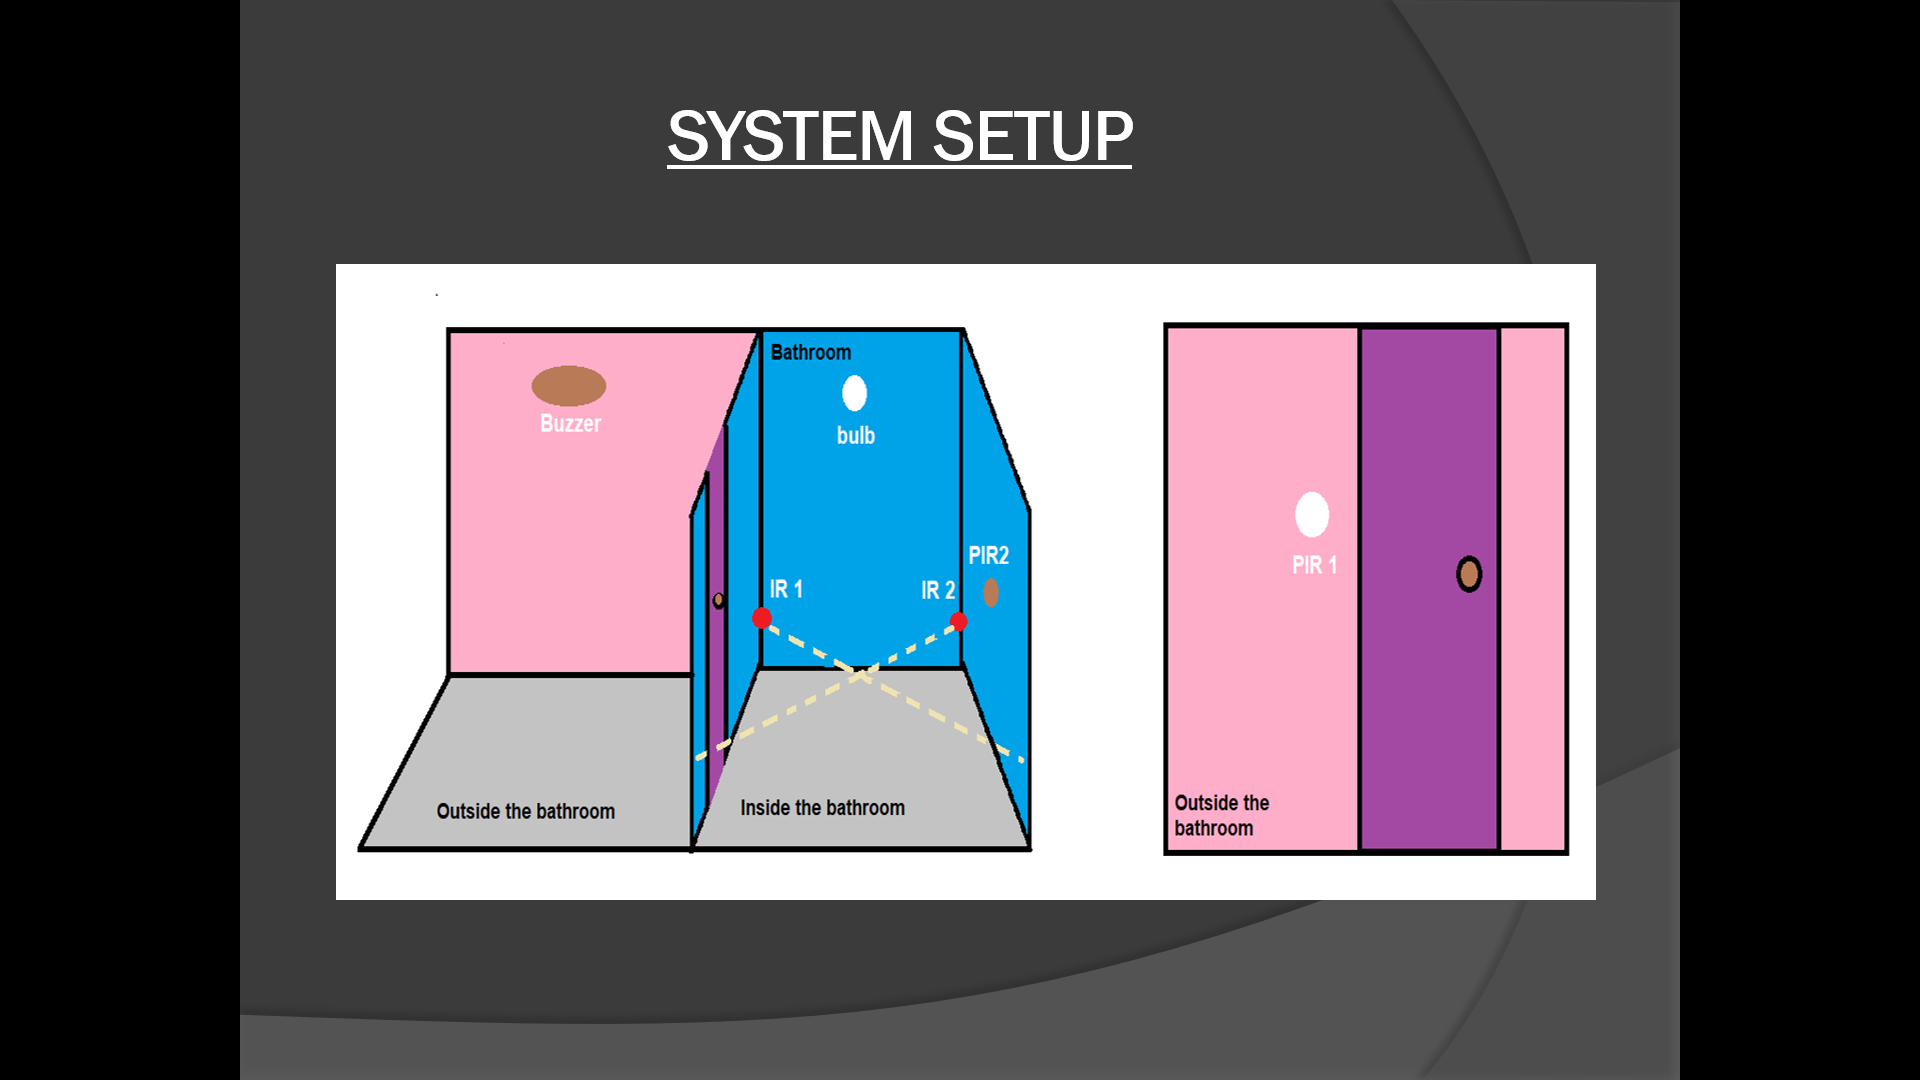 SYSTEM SETUP
Bathroom
Buzzer
bulb
PIR2
IR 1
IR 2
Outside the bathroom
Inside the bathroom
PIR 1
Outside the
bathroom